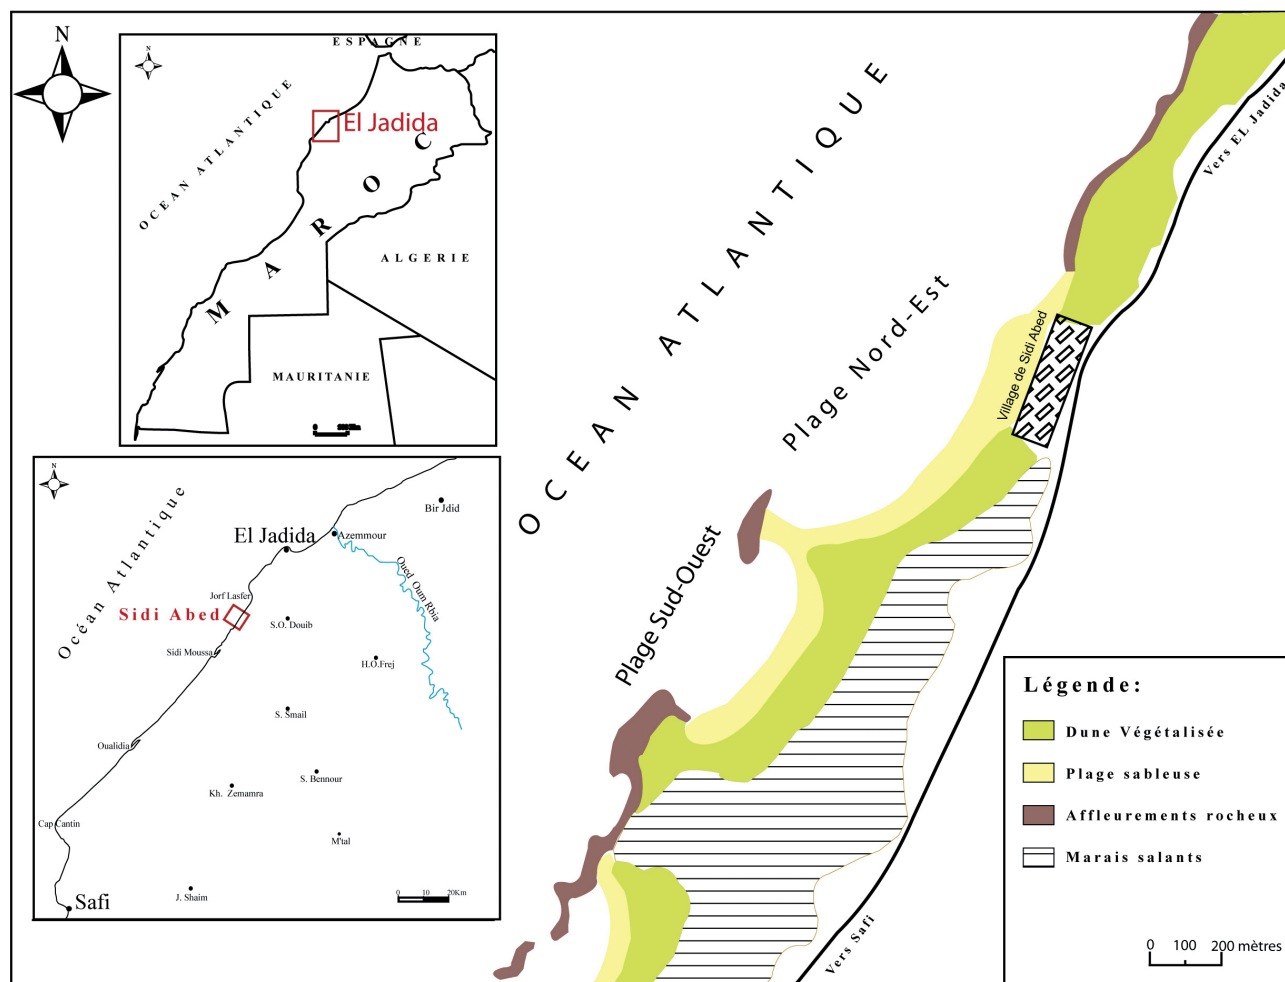 N
N
ESPAGNE
OCEAN ATLANTIQUE
El Jadida
MAROC
ALGERIE
MAURITANIE
0
N
Océan Atlantique
Bir Jdid
El Jadida
Azemmour
Oued Oum Rbia
Jorf Lasfer
Sidi Abed
S.O. Douib
Sidi Moussa
H.O.Frej
S. Smail
Oualidia
S. Bennour
Kh. Zemamra
Cap Cantin
M'tal
J. Shaim
Safi
0 10 20Km
OCEAN ATLANTIQUE
Vers EL Jadida
Plage Nord-Est
Village de Sidi Abed
Plage Sud-Ouest
Vers Safi
Légende:
Dune Végétalisée
Plage sableuse
Affleurements rocheux
Marais salants
0 100 200 mètres